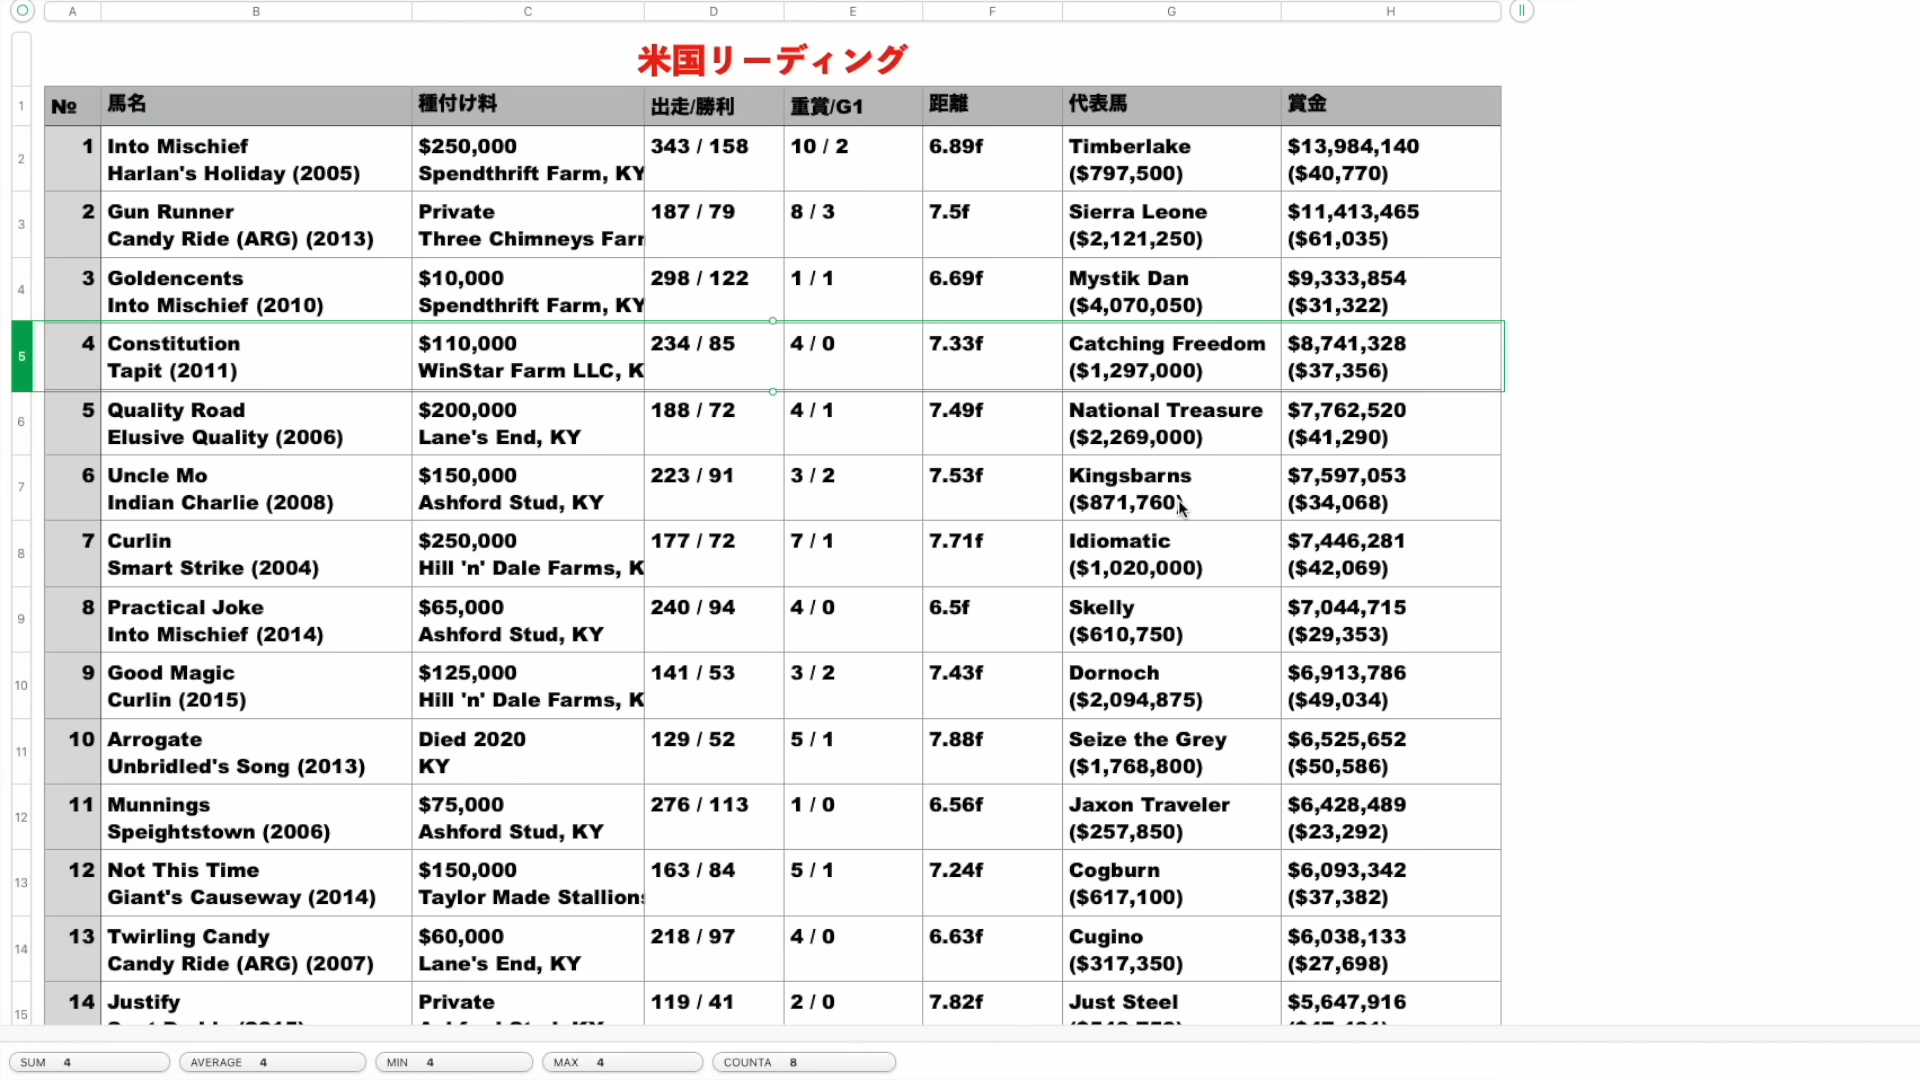 A B C D E F G H
米国リーディング
1 № 馬名 種付け料 出走/勝利 重賞/G1 距離 代表馬 賞金
2 1 Into Mischief $250,000 343 / 158 10 / 2 6.89f Timberlake $13,984,140
Harlan's Holiday (2005) Spendthrift Farm, KY ($797,500) ($40,770)
3 2 Gun Runner Private 187 / 79 8 / 3 7.5f Sierra Leone $11,413,465
Candy Ride (ARG) (2013) Three Chimneys ($2,121,250) ($61,035)
4 3 Goldencents $10,000 298 / 122 1 / 1 6.69f Mystik Dan $9,333,854
Into Mischief (2010) Spendthrift Farm, KY ($4,070,050) ($31,322)
5 4 Constitution $110,000 234 / 85 4 / 0 7.33f Catching Freedom $8,741,328
Tapit (2011) WinStar Farm LLC, K ($1,297,000) ($37,356)
6 5 Quality Road $200,000 188 / 72 4 / 1 7.49f National Treasure $7,762,520
Elusive Quality (2006) Lane's End, KY ($2,269,000) ($41,290)
7 6 Uncle Mo $150,000 223 / 91 3 / 2 7.53f Kingsbarns $7,597,053
Indian Charlie (2008) Ashford Stud, KY ($871,760) ($34,068)
8 7 Curlin $250,000 177 / 72 7 / 1 7.71f Idiomatic $7,446,281
Smart Strike (2004) Hill 'n' Dale Farms, K ($1,020,000) ($42,069)
9 8 Practical Joke $65,000 240 / 94 4 / 0 6.5f Skelly $7,044,715
Into Mischief (2014) Ashford Stud, KY ($610,750) ($29,353)
10 9 Good Magic $125,000 141 / 53 3 / 2 7.43f Dornoch $6,913,786
Curlin (2015) Hill 'n' Dale Farms, K ($2,094,875) ($49,034)
11 10 Arrogate Died 2020 129 / 52 5 / 1 7.88f Seize the Grey $6,525,652
Unbridled's Song (2013) KY ($1,768,800) ($50,586)
12 11 Munnings $75,000 276 / 113 1 / 0 6.56f Jaxon Traveler $6,428,489
Speightstown (2006) Ashford Stud, KY ($257,850) ($23,292)
13 12 Not This Time $150,000 163 / 84 5 / 1 7.24f Cogburn $6,093,342
Giant's Causeway (2014) Taylor Made Stallions ($617,100) ($37,382)
14 13 Twirling Candy $60,000 218 / 97 4 / 0 6.63f Cugino $6,038,133
Candy Ride (ARG) (2007) Lane's End, KY ($317,350) ($27,698)
15 14 Justify Private 119 / 41 2 / 0 7.82f Just Steel $5,647,916
SUM 4 AVERAGE 4 MIN 4 MAX 4 COUNTA 8